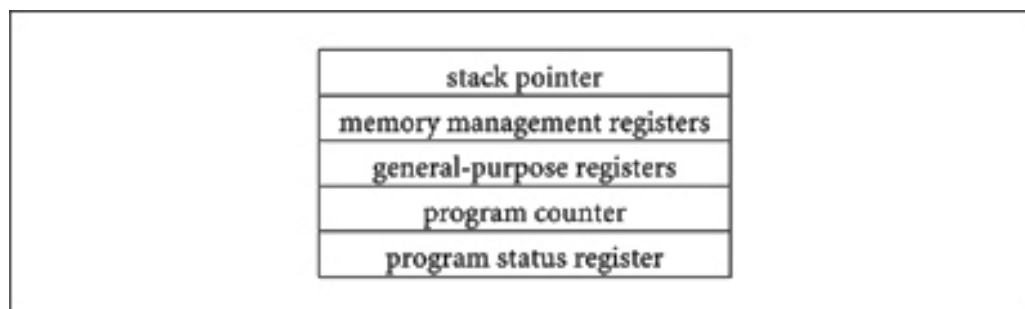 stack pointer
memory management registers
general-purpose registers
program counter
program status register